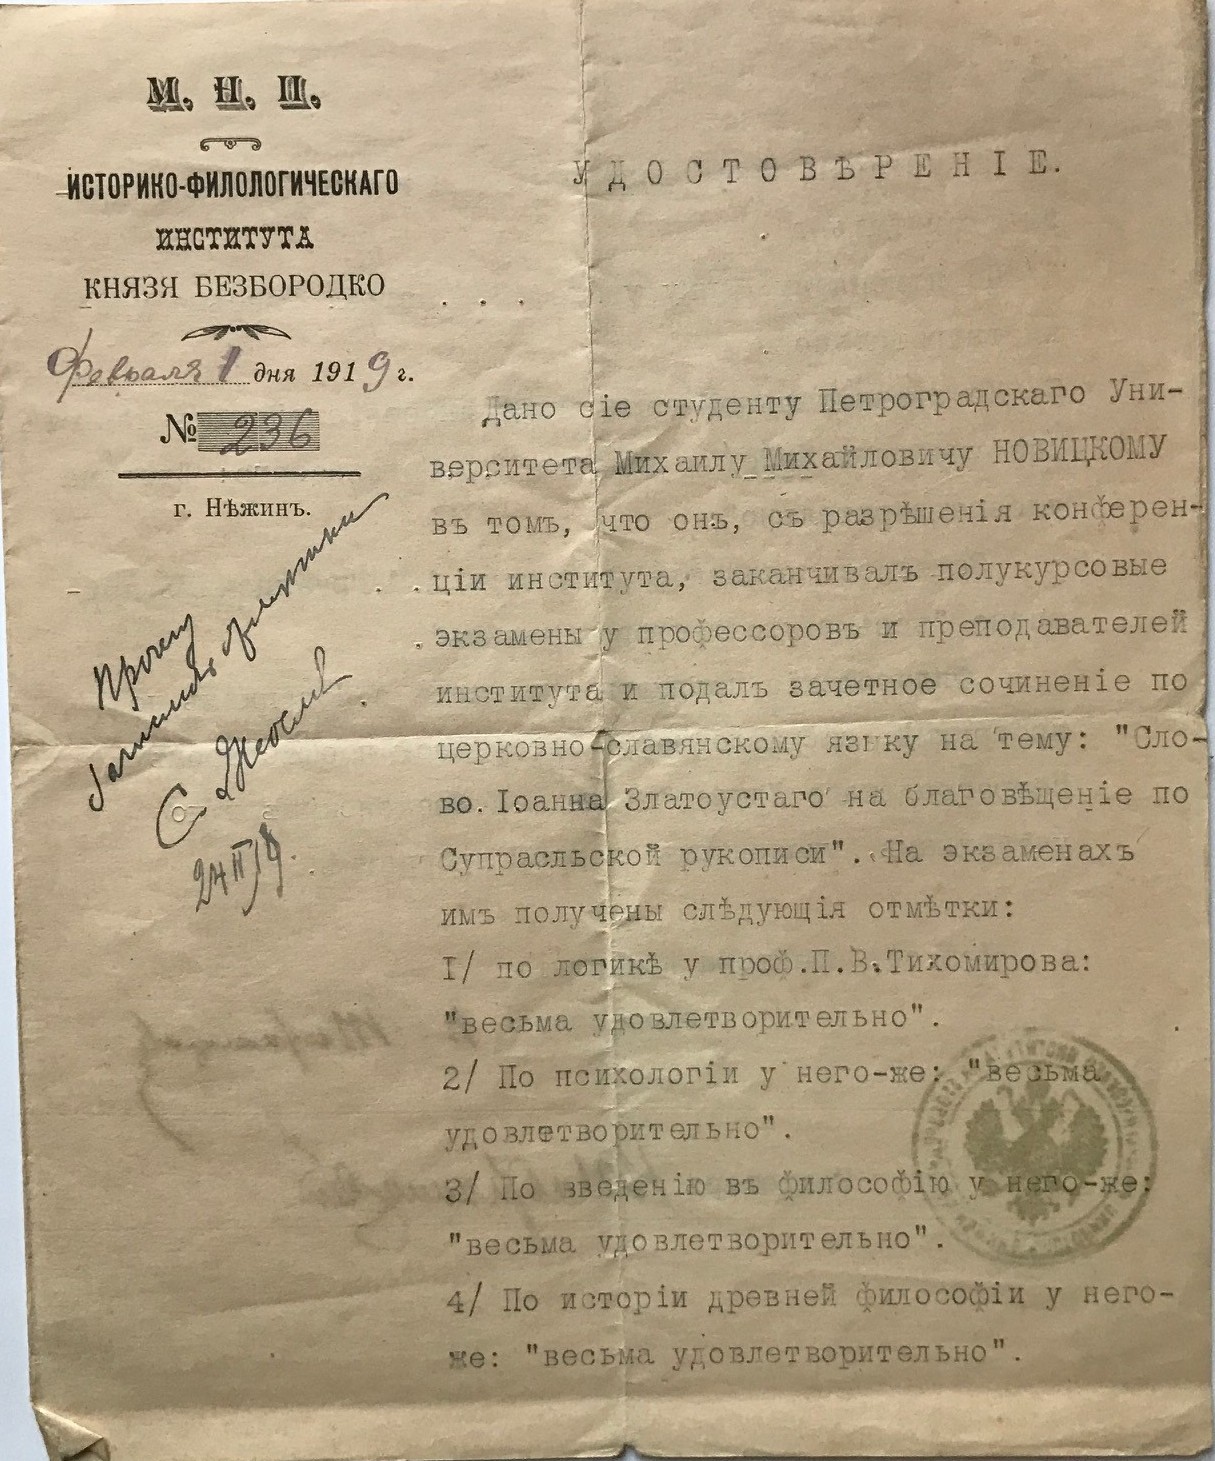 М. Н. П.
ИСТОРИКО-ФИЛОЛОГИЧЕСКАГО
ИНСТИТУТА
КНЯЗЯ БЕЗБОРОДКО
Февраля 1 дня 1919 г.
№ 236
г. Нѣжинъ.
Прошу
24 II/19.
УДОСТОВѢРЕНІЕ.
Дано сіе студенту Петроградскаго Уни-
верситета Михаилу Михайловичу НОВИЦКОМУ
въ томъ, что онъ, съ разрѣшенія конферен-
ціи института, заканчивалъ полукурсовые
экзамены у профессоровъ и преподавателей
института и подалъ зачетное сочиненіе по
церковно-славянскому языку на тему: "Сло-
во Іоанна Златоустаго на благовѣщеніе по
Супрасльской рукописи". На экзаменахъ
имъ получены слѣдующія отмѣтки:
I/ по логикѣ у проф.П.В.Тихомирова:
"весьма удовлетворительно".
2/ По психологіи у него-же: "весьма
удовлетворительно".
3/ По введенію въ философію у него-же:
"весьма удовлетворительно".
4/ По исторіи древней философіи у него-
же: "весьма удовлетворительно".